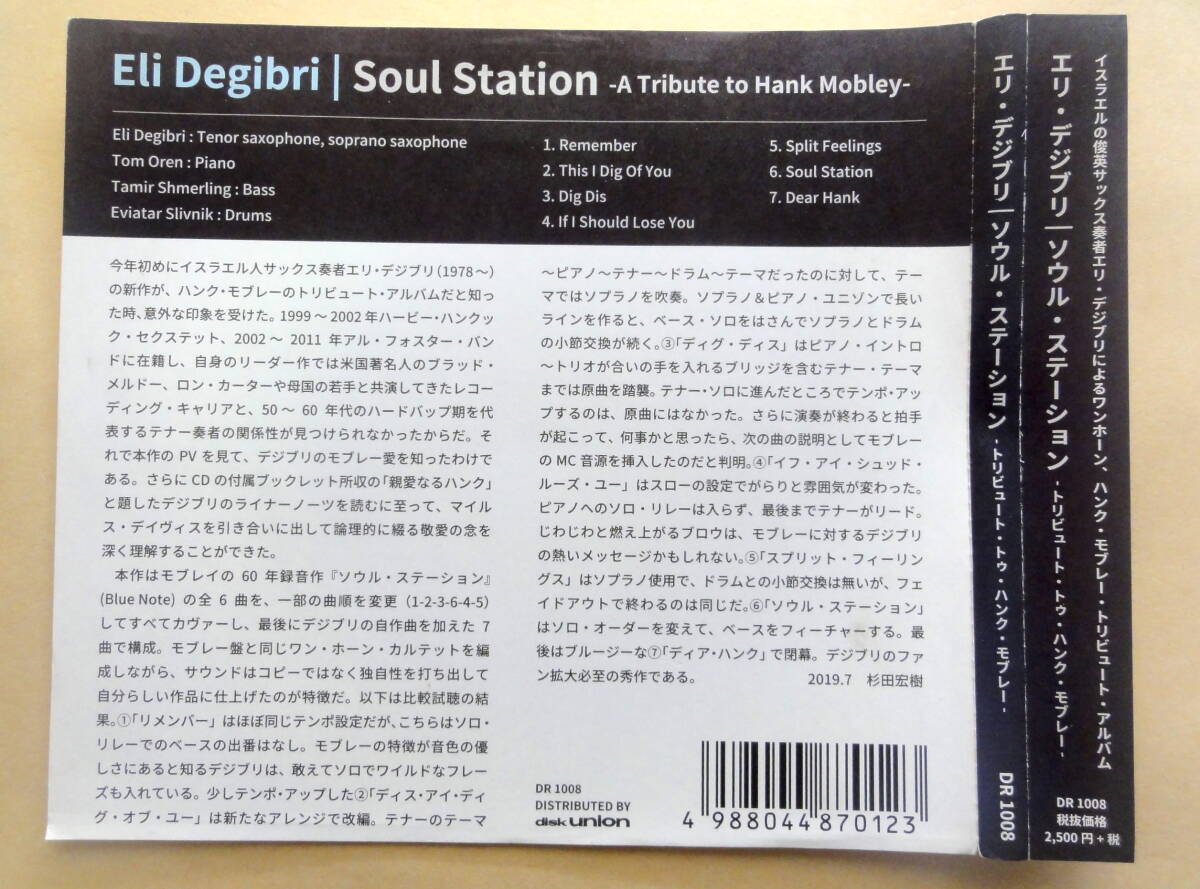 Eli Degibri | Soul Station -A Tribute to Hank Mobley-
Eli Degibri : Tenor saxophone, soprano saxophone
Tom Oren : Piano
Tamir Shmerling : Bass
Eviatar Slivnik : Drums
1. Remember
2. This I Dig Of You
3. Dig Dis
4. If I Should Lose You
5. Split Feelings
6. Soul Station
7. Dear Hank
今年初めにイスラエル人サックス奏者エリ・デジブリ（1978～）
の新作が、ハンク・モブレーのトリビュート・アルバムだと知っ
た時、意外な印象を受けた。1999～2002年ハービー・ハンコッ
ク・セクステット、2002～ 2011 年アル・フォスター・バン
ドに在籍し、自身のリーダー作では米国著名人のブラッド・
メルドー、ロン・カーターや母国の若手と共演してきたレコー
ディング・キャリアと、50～ 60 年代のハードバップ期を代
表するテナー奏者の関係性が見つけられなかったからだ。そ
れで本作の PV を見て、デジブリのモブレー愛を知ったわけで
ある。さらに CD の付属ブックレット所収の「親愛なるハンク」
と題したデジブリのライナーノーツを読むに至って、マイル
ス・デイヴィスを引き合いに出して論理的に綴る敬愛の念を
深く理解することができた。
本作はモブレイの 60 年録音作『ソウル・ステーション』
(Blue Note) の全 6 曲を、一部の曲順を変更（1-2-3-6-4-5）
してすべてカヴァーし、最後にデジブリの自作曲を加えた 7
曲で構成。モブレー盤と同じワン・ホーン・カルテットを編
成しながら、サウンドはコピーではなく独自性を打ち出して
自分らしい作品に仕上げたのが特徴だ。以下は比較試聴の結
果。①「リメンバー」はほぼ同じテンポ設定だが、こちらはソロ・
リレーでのベースの出番はなし。モブレーの特徴が音色の優
しさにあると知るデジブリは、敢えてソロでワイルドなフレー
ズも入れている。少しテンポ・アップした②「ディス・アイ・ディ
グ・オブ・ユー」は新たなアレンジで改編。テナーのテーマ
～ピアノ～テナー～ドラム～テーマだったのに対して、テー
マではソプラノを吹奏。ソプラノ＆ピアノ・ユニゾンで長い
ラインを作ると、ベース・ソロをはさんでソプラノとドラム
の小節交換が続く。③「ディグ・ディス」はピアノ・イントロ
～トリオが合いの手を入れるブリッジを含むテナー・テーマ
までは原曲を踏襲。テナー・ソロに進んだところでテンポ・アッ
プするのは、原曲にはなかった。さらに演奏が終わると拍手
が起こって、何事かと思ったら、次の曲の説明としてモブレー
の MC 音源を挿入したのだと判明。④「イフ・アイ・シュッド・
ルーズ・ユー」はスローの設定でがらりと雰囲気が変わった。
ピアノへのソロ・リレーは入らず、最後までテナーがリード。
じわじわと燃え上がるブロウは、モブレーに対するデジブリ
の熱いメッセージかもしれない。⑤「スプリット・フィーリン
グス」はソプラノ使用で、ドラムとの小節交換は無いが、フェ
イドアウトで終わるのは同じだ。⑥「ソウル・ステーション」
はソロ・オーダーを変えて、ベースをフィーチャーする。最
後はブルージーな⑦「ディア・ハンク」で閉幕。デジブリのファ
ン拡大必至の秀作である。 2019.7 杉田宏樹
DR 1008
DISTRIBUTED BY
disk union
4 988044 870123
エリ・デジブリ｜ソウル・ステーション -トリビュート・トゥ・ハンク・モブレー- DR 1008
イスラエルの俊英サックス奏者エリ・デジブリによるワンホーン、ハンク・モブレー・トリビュート・アルバム
エリ・デジブリ｜ソウル・ステーション -トリビュート・トゥ・ハンク・モブレー-
DR 1008
税抜価格
2,500 円 + 税